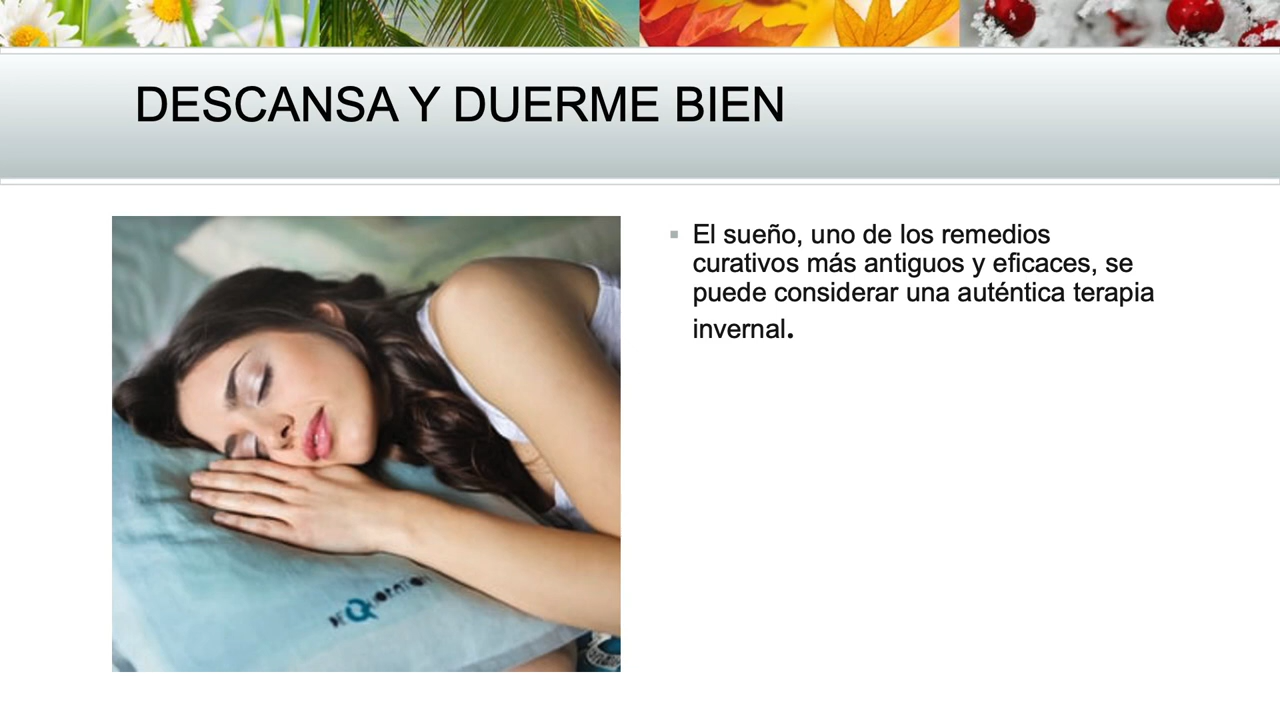 DESCANSA Y DUERME BIEN
El sueño, uno de los remedios
curativos más antiguos y eficaces, se
puede considerar una auténtica terapia
invernal.